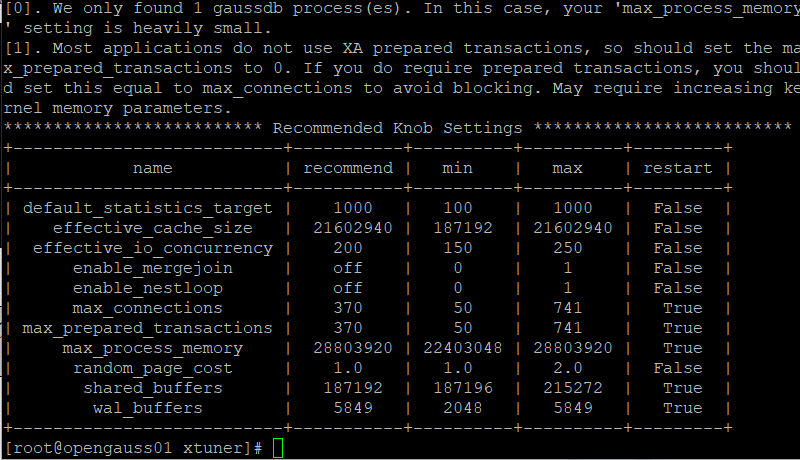 [0]. We only found 1 gaussdb process(es). In this case, your 'max_process_memory
' setting is heavily small.
[1]. Most applications do not use XA prepared transactions, so should set the ma
x_prepared_transactions to 0. If you do require prepared transactions, you shoul
d set this equal to max_connections to avoid blocking. May require increasing ke
rnel memory parameters.
************************** Recommended Knob Settings **************************
+---------------------------+-----------+----------+----------+---------+
|            name           | recommend |   min    |   max    | restart |
+---------------------------+-----------+----------+----------+---------+
| default_statistics_target |    1000   |   100    |   1000   |  False  |
|    effective_cache_size   |  21602940 |  187192  | 21602940 |  False  |
|  effective_io_concurrency |    200    |   150    |   250    |  False  |
|      enable_mergejoin     |    off    |    0     |    1     |  False  |
|      enable_nestloop      |    off    |    0     |    1     |  False  |
|      max_connections      |    370    |    50    |   741    |   True  |
| max_prepared_transactions |    370    |    50    |   741    |   True  |
|     max_process_memory    |  28803920 | 22403048 | 28803920 |   True  |
|      random_page_cost     |    1.0    |   1.0    |   2.0    |  False  |
|       shared_buffers      |   187192  |  187196  |  215272  |   True  |
|        wal_buffers        |    5849   |   2048   |   5849   |   True  |
+---------------------------+-----------+----------+----------+---------+
[root@opengauss01 xtuner]#